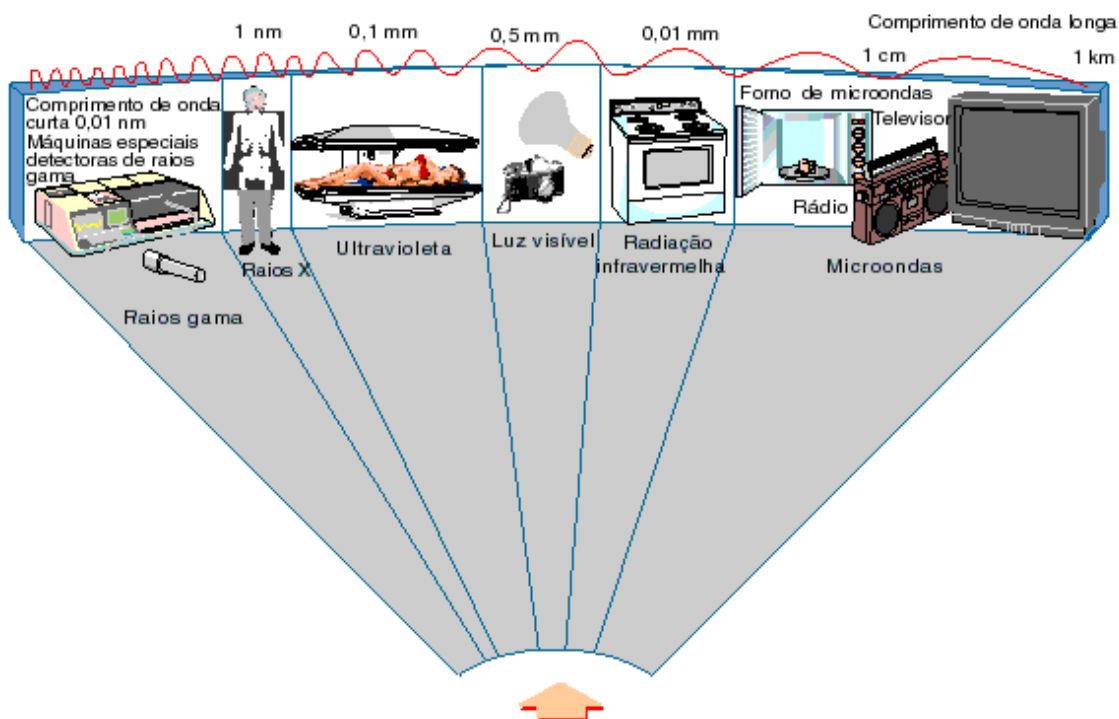 Comprimento de onda longa
1 nm
0,1 mm
0,5 mm
0,01 mm
1 cm
1 km
Comprimento de onda
curta 0,01 nm
Máquinas especiais
detectoras de raios
gama
Forno de microondas
Televisor
Rádio
Raios gama
Raios X
Ultravioleta
Luz visível
Radiação
infravermelha
Microondas